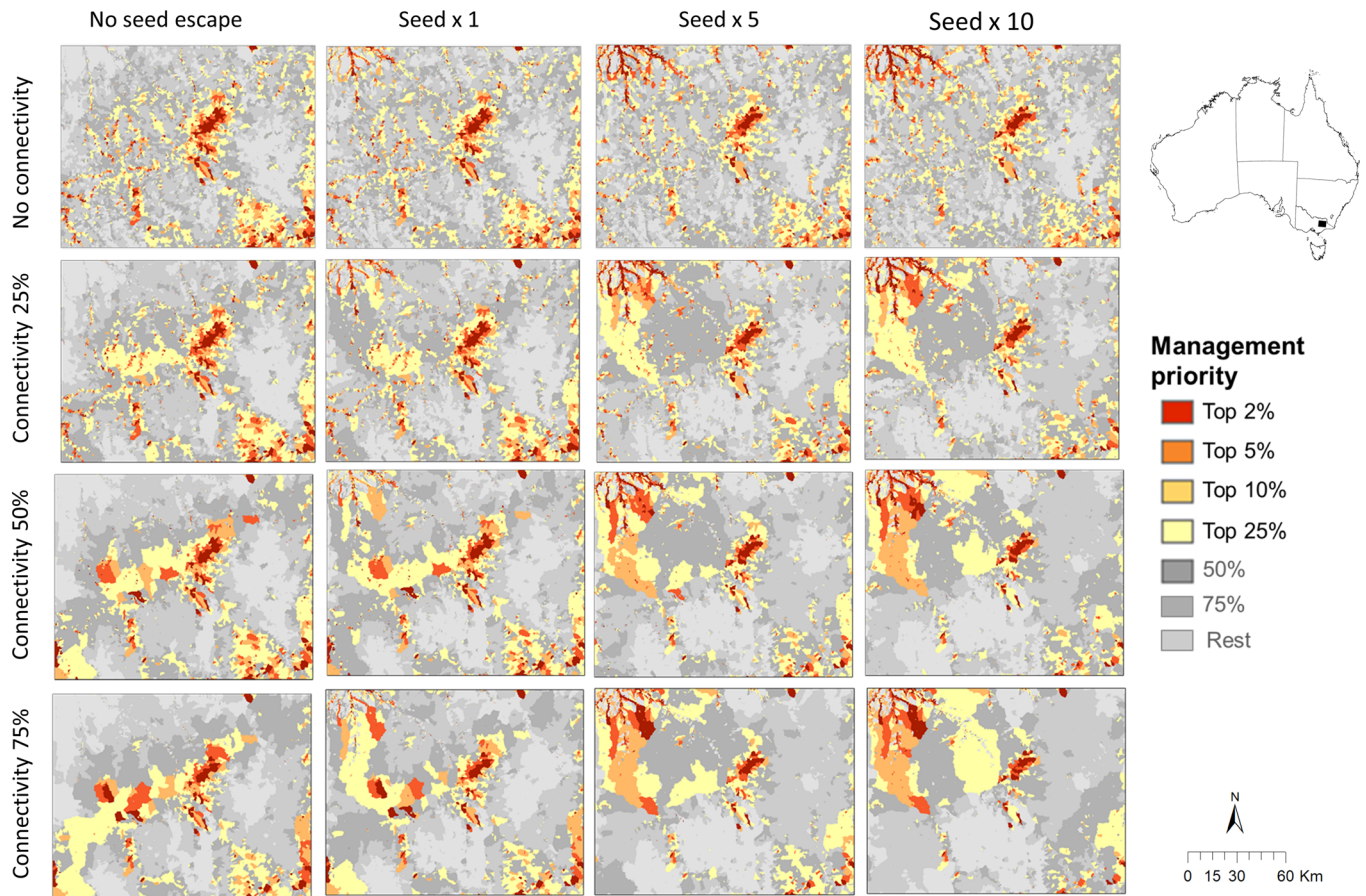 No seed escape
Seed x 1
Seed x 5
Seed x 10
No connectivity
Connectivity 25%
Connectivity 50%
Connectivity 75%
Management
priority
Top 2%
Top 5%
Top 10%
Top 25%
50%
75%
Rest
N
0 15 30 60 Km